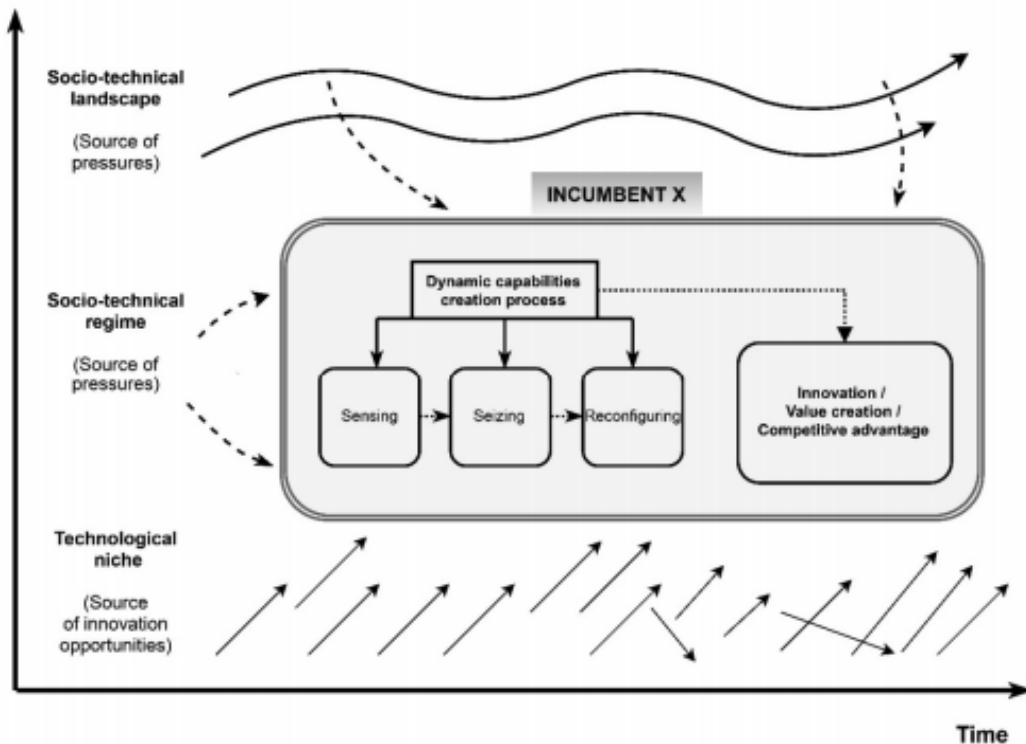 Socio-technical
landscape
(Source of
pressures)
INCUMBENT X
Dynamic capabilities
creation process
Socio-technical
regime
(Source of
pressures)
Sensing
Seizing
Reconfiguring
Innovation /
Value creation /
Competitive advantage
Technological
niche
(Source
of innovation
opportunities)
Time